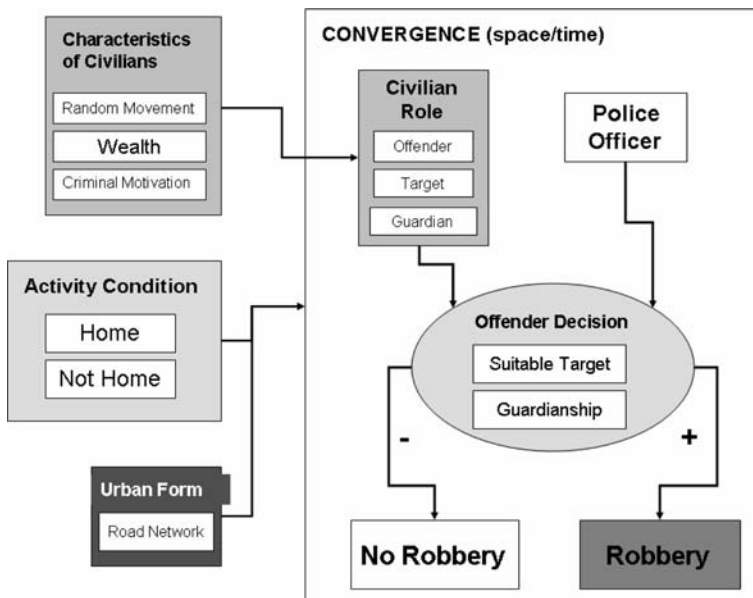 Characteristics
of Civilians
Random Movement
Wealth
Criminal Motivation
Activity Condition
Home
Not Home
Urban Form
Road Network
CONVERGENCE (space/time)
Civilian
Role
Offender
Target
Guardian
Police
Officer
Offender Decision
Suitable Target
Guardianship
-
+
No Robbery
Robbery